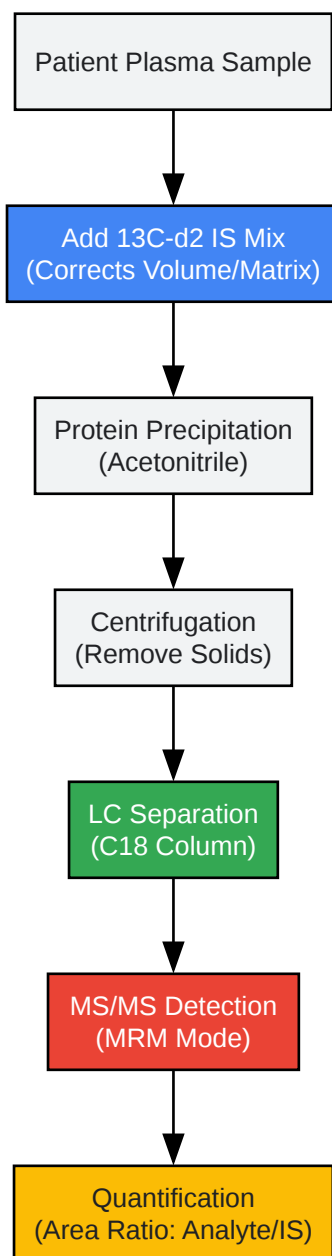 Patient Plasma Sample
Add 13C-d2 IS Mix
(Corrects Volume/Matrix)
Protein Precipitation
(Acetonitrile)
Centrifugation
(Remove Solids)
LC Separation
(C18 Column)
MS/MS Detection
(MRM Mode)
Quantification
(Area Ratio: Analyte/IS)